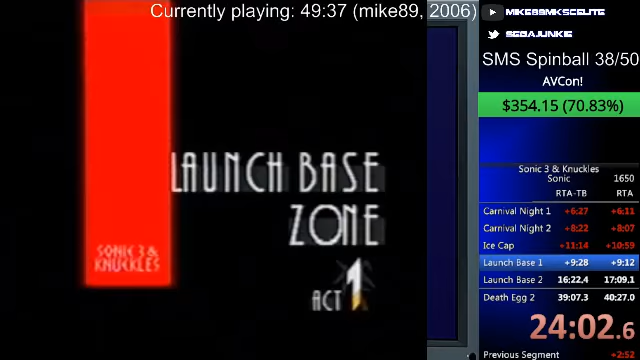 Currently playing: 49:37 (mike89, 2006)
MIKE89MKSCELITE
SEGAJUNKIE
SMS Spinball 38/50
AVCon!
$354.15 (70.83%)
LAUNCH BASE
ZONE
SONIC 3 &
KNUCKLES
ACT 1
Sonic 3 & Knuckles
Sonic 1650
RTA-TB RTA
Carnival Night 1 +6:27 +6:11
Carnival Night 2 +8:22 +8:07
Ice Cap +11:14 +10:59
Launch Base 1 +9:28 +9:12
Launch Base 2 16:22.4 17:09.1
Death Egg 2 39:07.3 40:27.0
24:02.6
Previous Segment +2:52